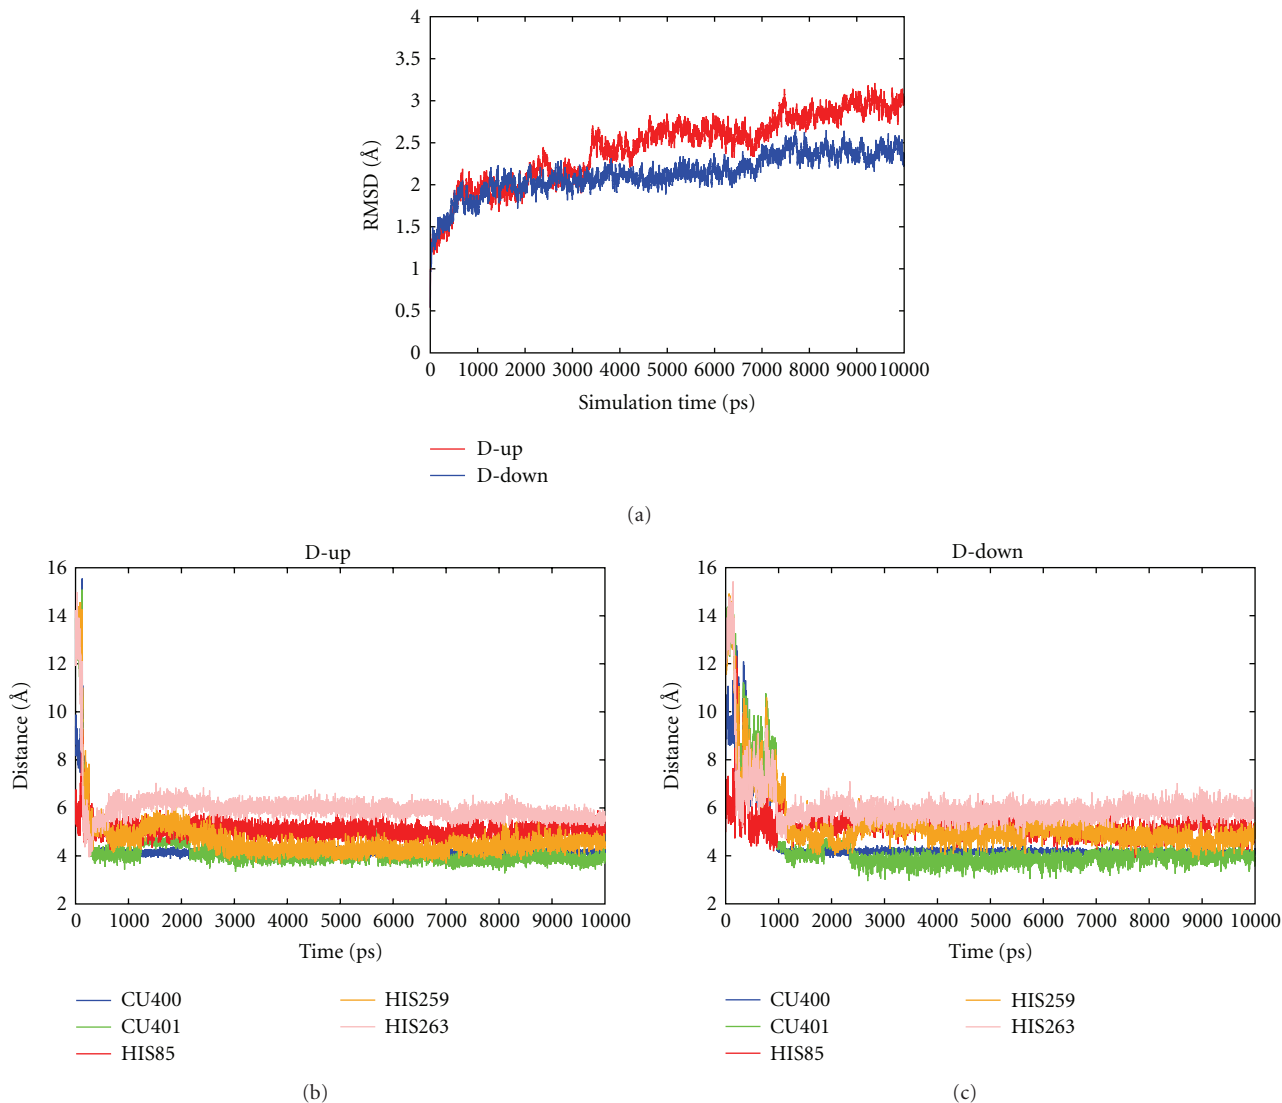 4
3.5
3
2.5
2
1.5
1
0.5
0
RMSD (Å)
0 1000 2000 3000 4000 5000 6000 7000 8000 9000 10000
Simulation time (ps)
D-up
D-down
(a)
D-up
16
14
12
10
8
6
4
2
Distance (Å)
0 1000 2000 3000 4000 5000 6000 7000 8000 9000 10000
Time (ps)
CU400
CU401
HIS85
HIS259
HIS263
(b)
D-down
16
14
12
10
8
6
4
2
Distance (Å)
0 1000 2000 3000 4000 5000 6000 7000 8000 9000 10000
Time (ps)
CU400
CU401
HIS85
HIS259
HIS263
(c)